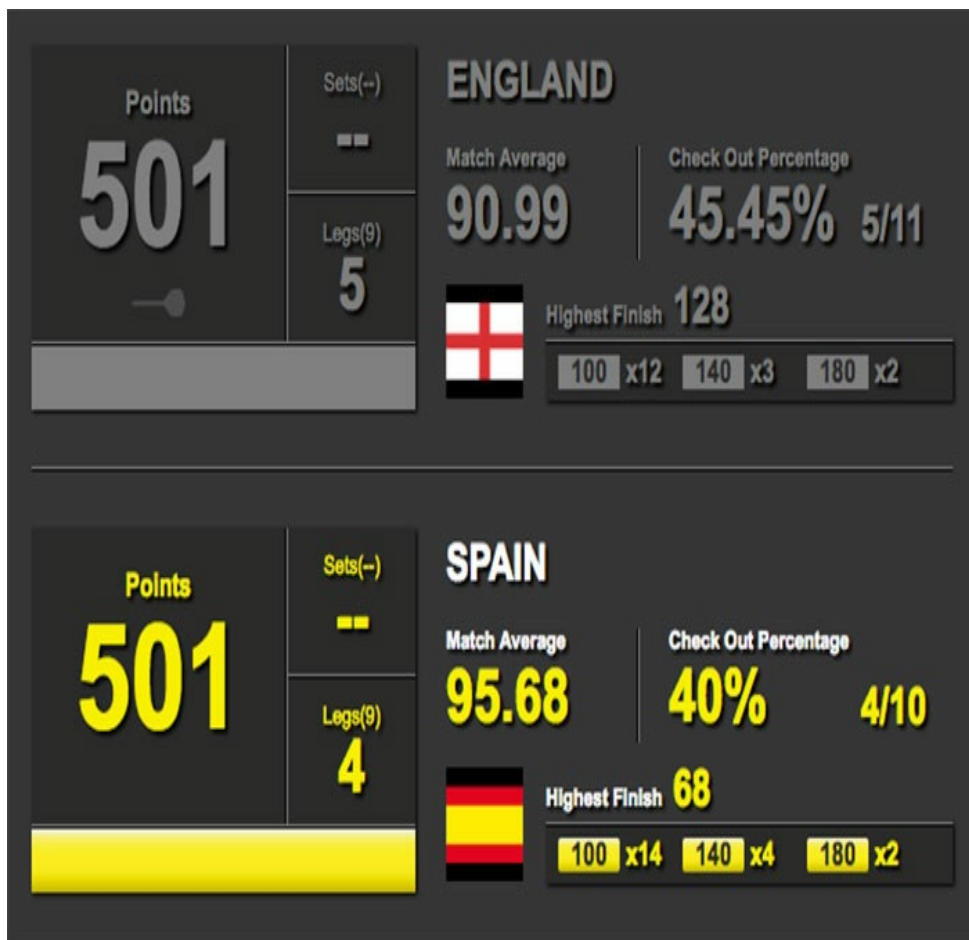 ENGLAND
Points
501
Sets(--)
--
Legs(9)
5
Match Average
90.99
Check Out Percentage
45.45% 5/11
Highest Finish 128
100 x12 140 x3 180 x2
SPAIN
Points
501
Sets(--)
--
Legs(9)
4
Match Average
95.68
Check Out Percentage
40% 4/10
Highest Finish 68
100 x14 140 x4 180 x2